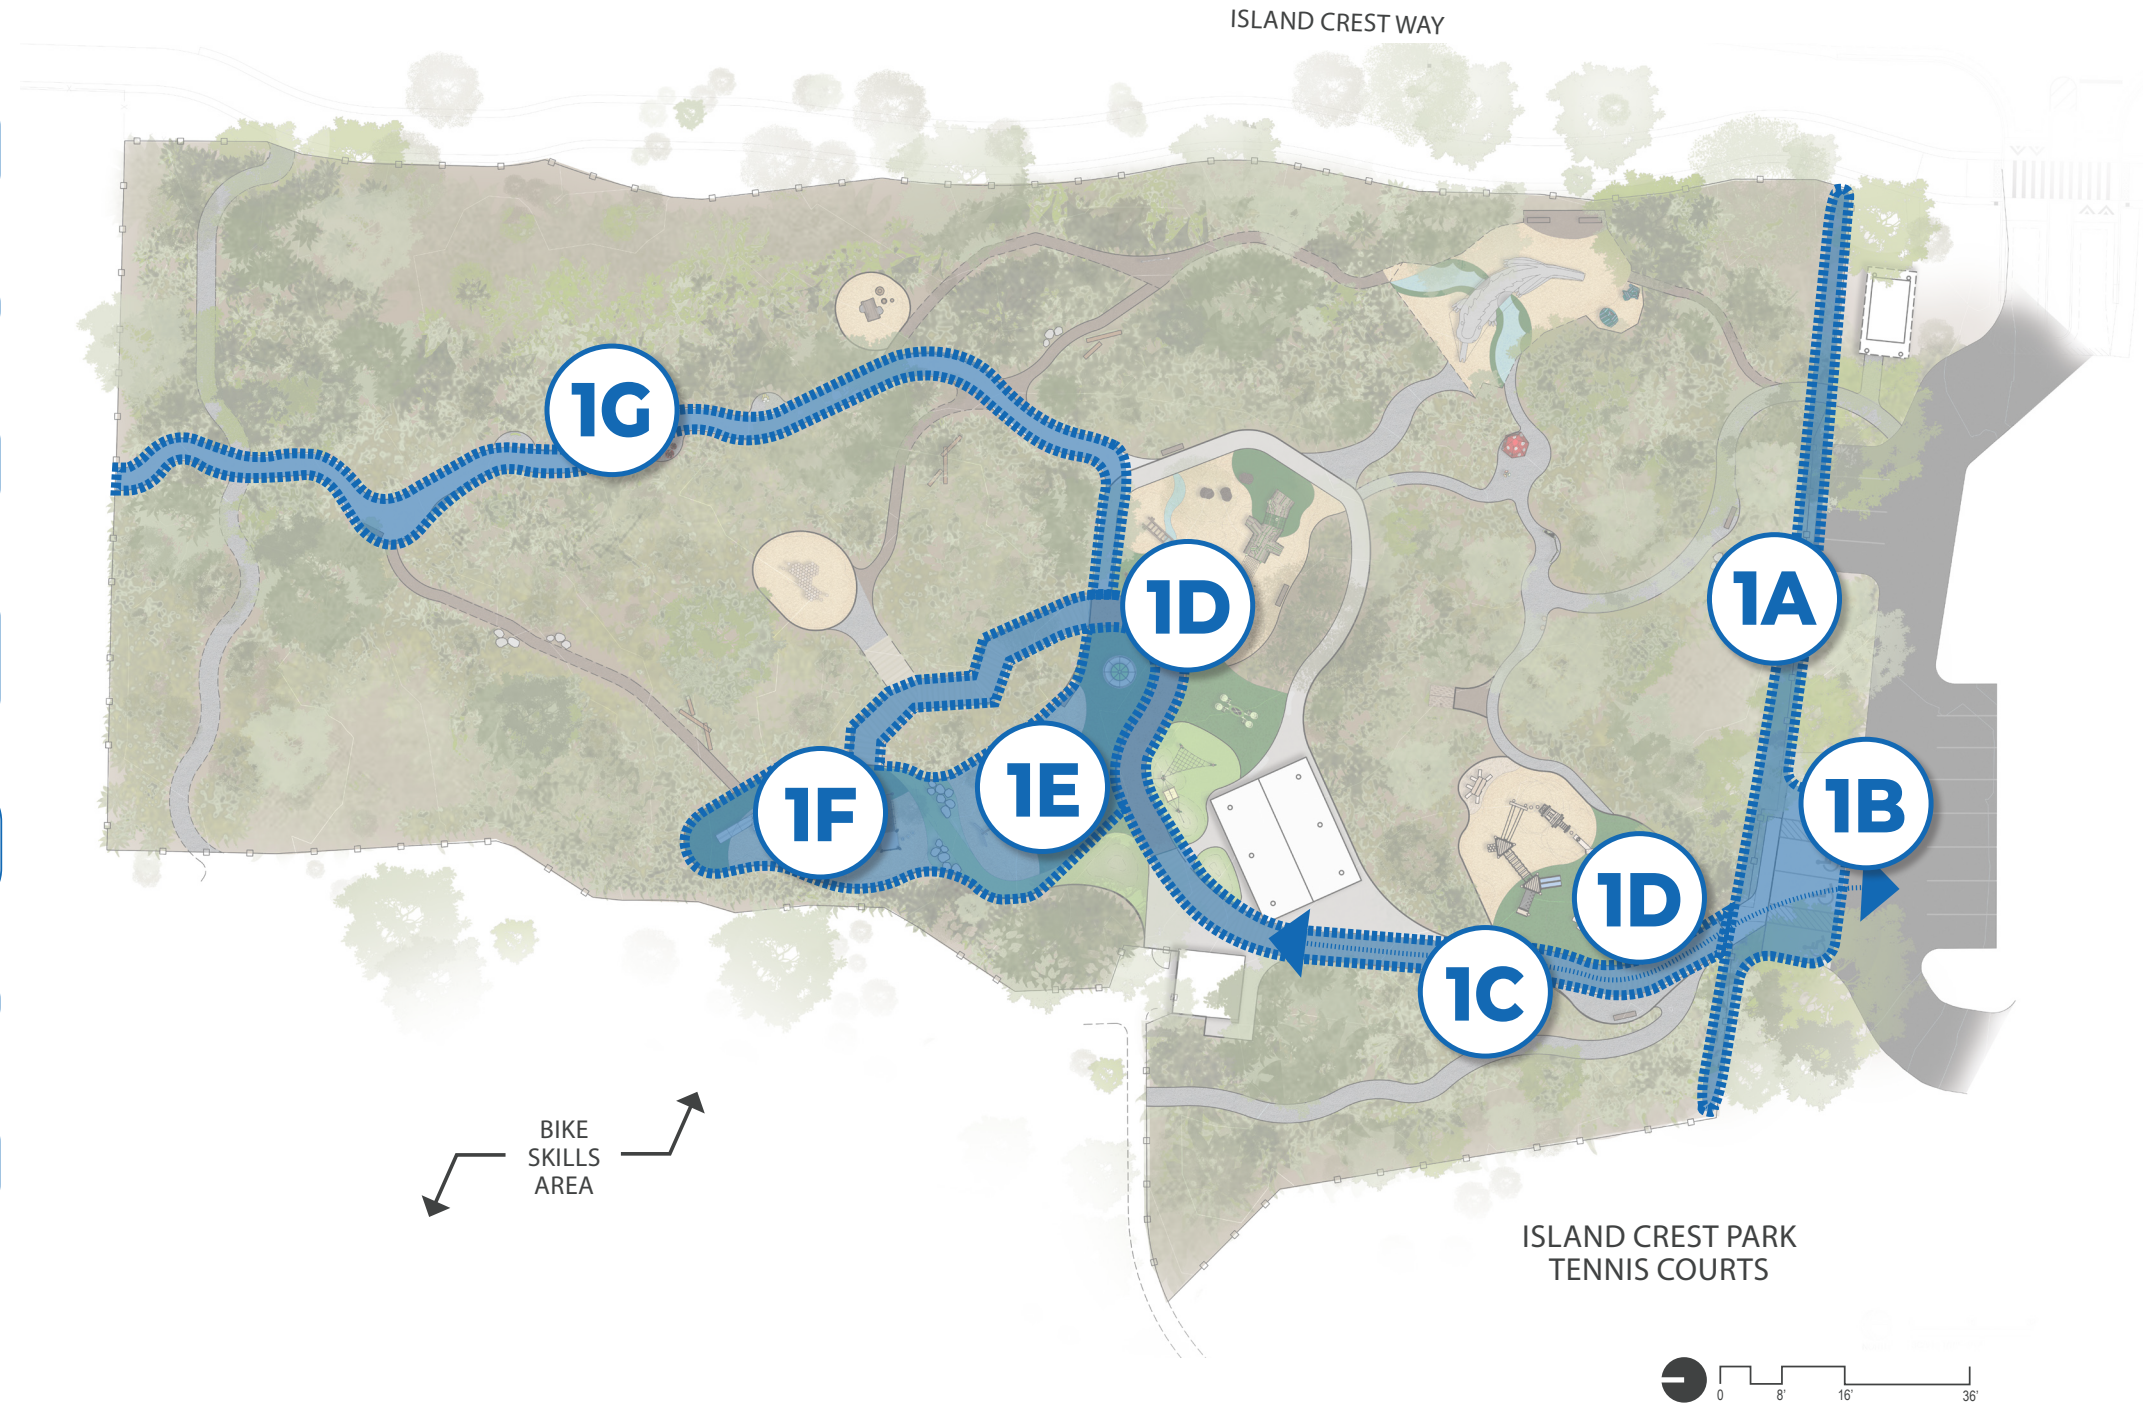 ISLAND CREST WAY
1G
1D
1A
1F
1E
1B
1D
1C
BIKE
SKILLS
AREA
ISLAND CREST PARK
TENNIS COURTS
0 8' 16' 36'